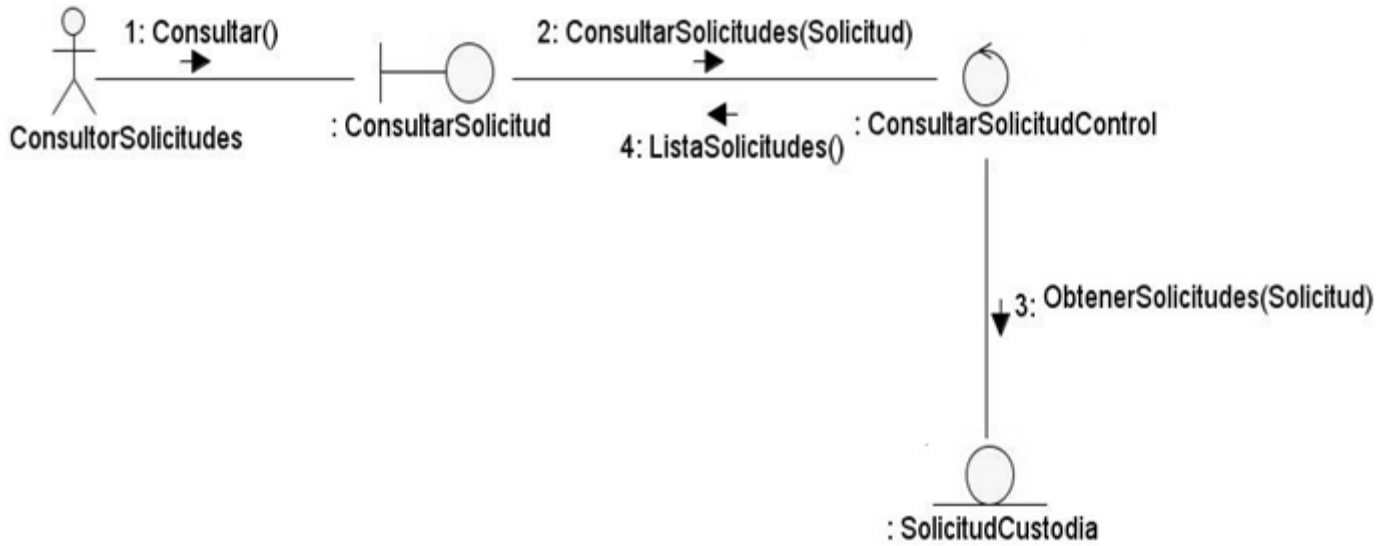 1: Consultar()
2: ConsultarSolicitudes(Solicitud)
ConsultorSolicitudes
: ConsultarSolicitud
: ConsultarSolicitudControl
4: ListaSolicitudes()
3: ObtenerSolicitudes(Solicitud)
: SolicitudCustodia